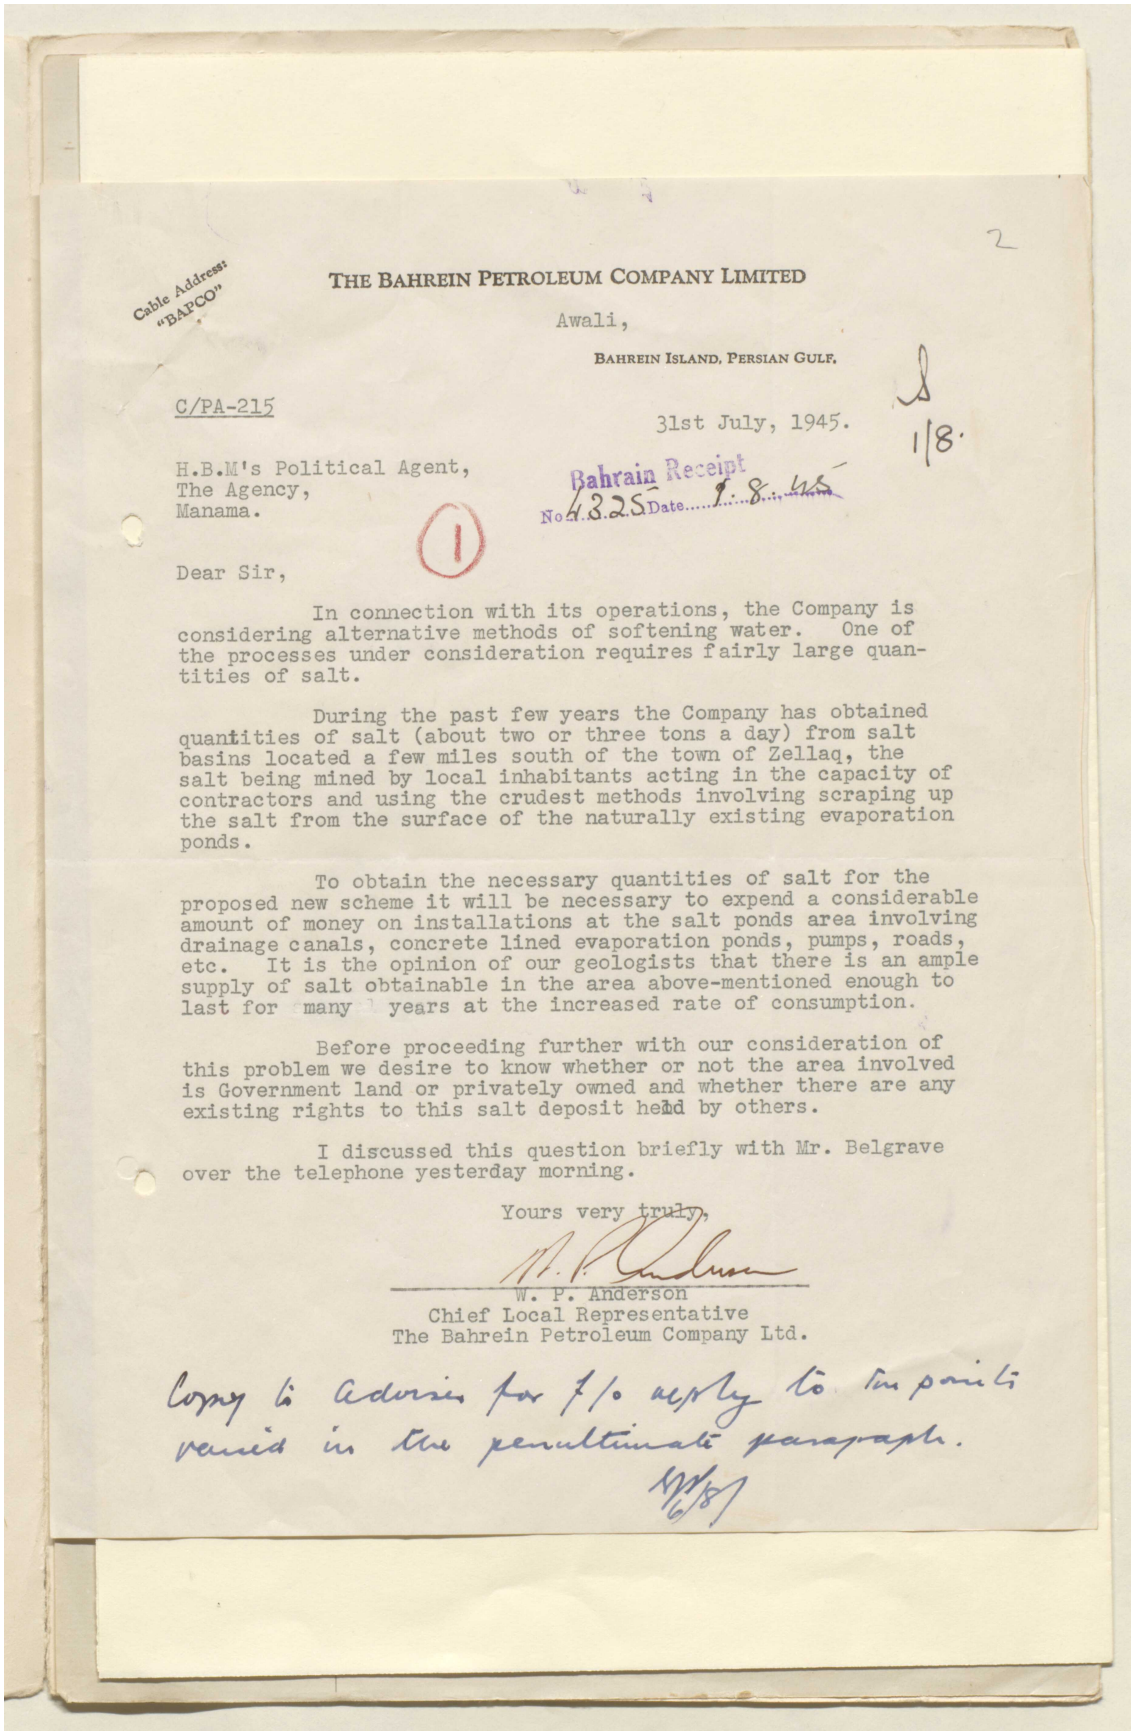 2
Cable Address:
"BAPCO"
THE BAHREIN PETROLEUM COMPANY LIMITED
Awali,
BAHREIN ISLAND, PERSIAN GULF.
C/PA-215
31st July, 1945.
1/8.
H.B.M's Political Agent,
The Agency,
Manama.
Bahrain Receipt
No 4325 Date 1.8.45
1
Dear Sir,
In connection with its operations, the Company is
considering alternative methods of softening water. One of
the processes under consideration requires fairly large quan-
tities of salt.
During the past few years the Company has obtained
quantities of salt (about two or three tons a day) from salt
basins located a few miles south of the town of Zellaq, the
salt being mined by local inhabitants acting in the capacity of
contractors and using the crudest methods involving scraping up
the salt from the surface of the naturally existing evaporation
ponds.
To obtain the necessary quantities of salt for the
proposed new scheme it will be necessary to expend a considerable
amount of money on installations at the salt ponds area involving
drainage canals, concrete lined evaporation ponds, pumps, roads,
etc. It is the opinion of our geologists that there is an ample
supply of salt obtainable in the area above-mentioned enough to
last for many years at the increased rate of consumption.
Before proceeding further with our consideration of
this problem we desire to know whether or not the area involved
is Government land or privately owned and whether there are any
existing rights to this salt deposit held by others.
I discussed this question briefly with Mr. Belgrave
over the telephone yesterday morning.
Yours very truly,
W. P. Anderson
W. P. Anderson
Chief Local Representative
The Bahrein Petroleum Company Ltd.
Copy to Adviser for f/o reply to the points
raised in the penultimate paragraph.
6/8/